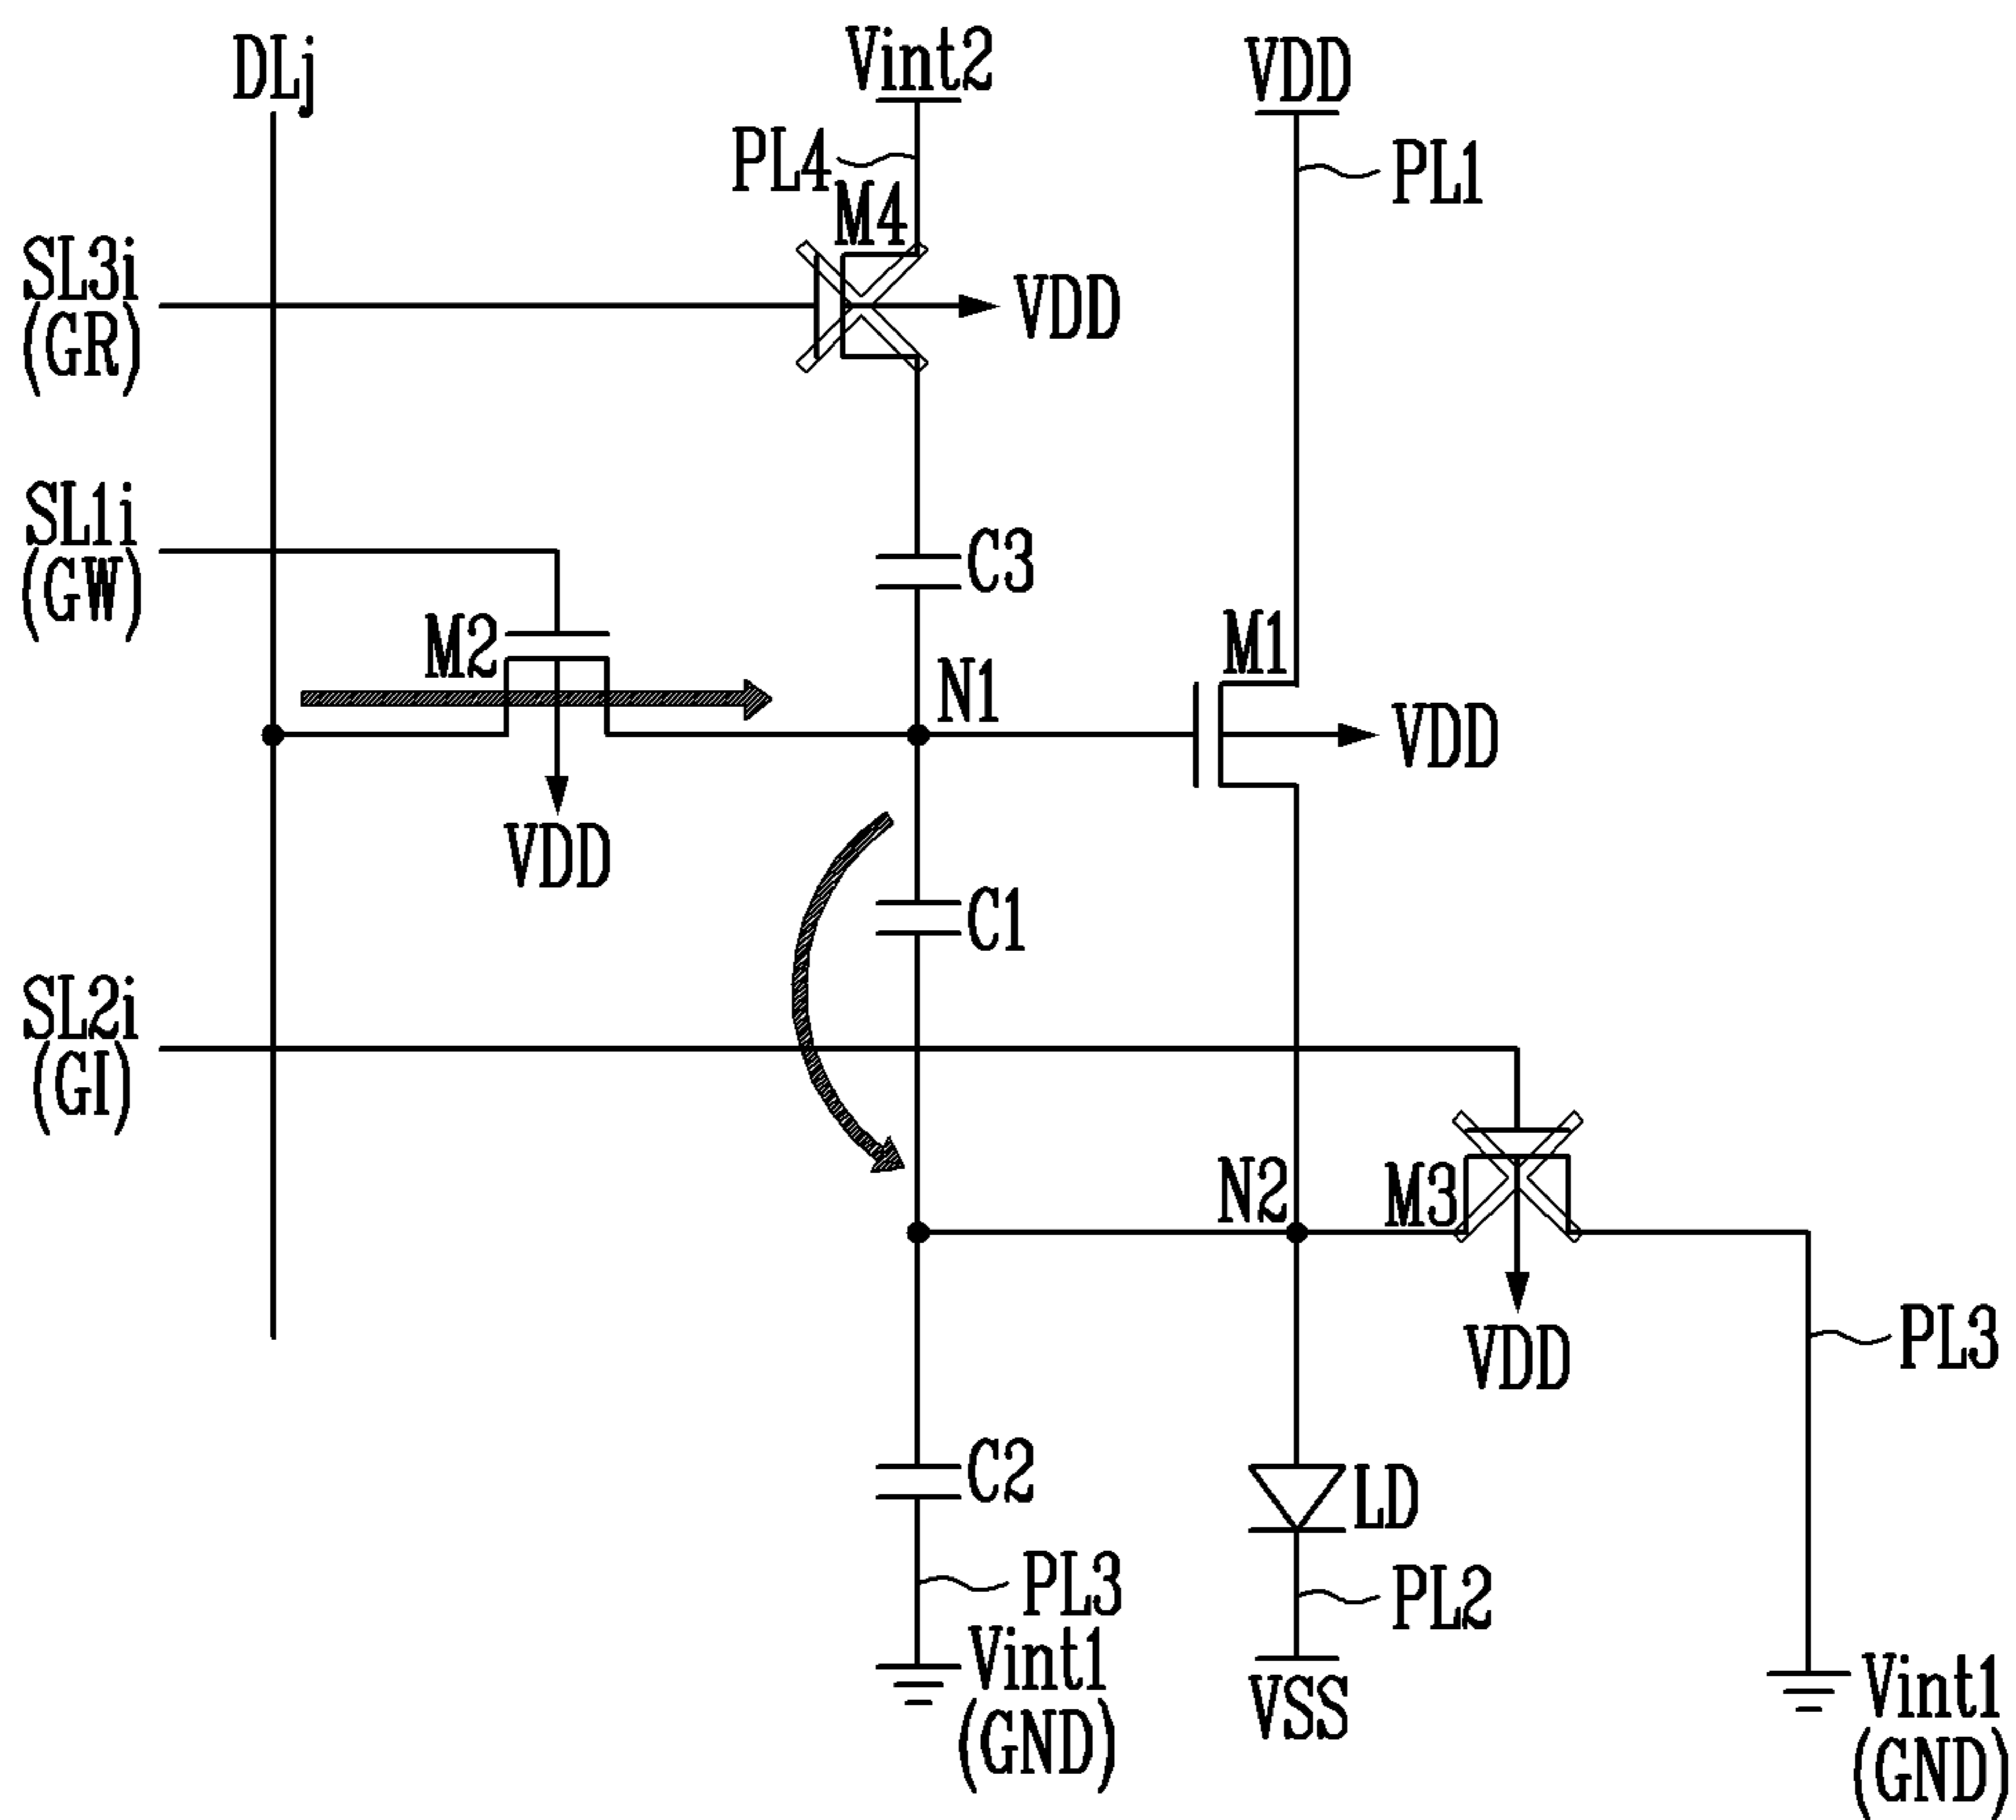 DLj
Vint2
VDD
PL4
PL1
M4
SL3i
(GR)
VDD
SL1i
(GW)
C3
M2
N1
M1
VDD
VDD
C1
SL2i
(GI)
N2
M3
VDD
PL3
C2
LD
PL3
PL2
Vint1
(GND)
VSS
Vint1
(GND)